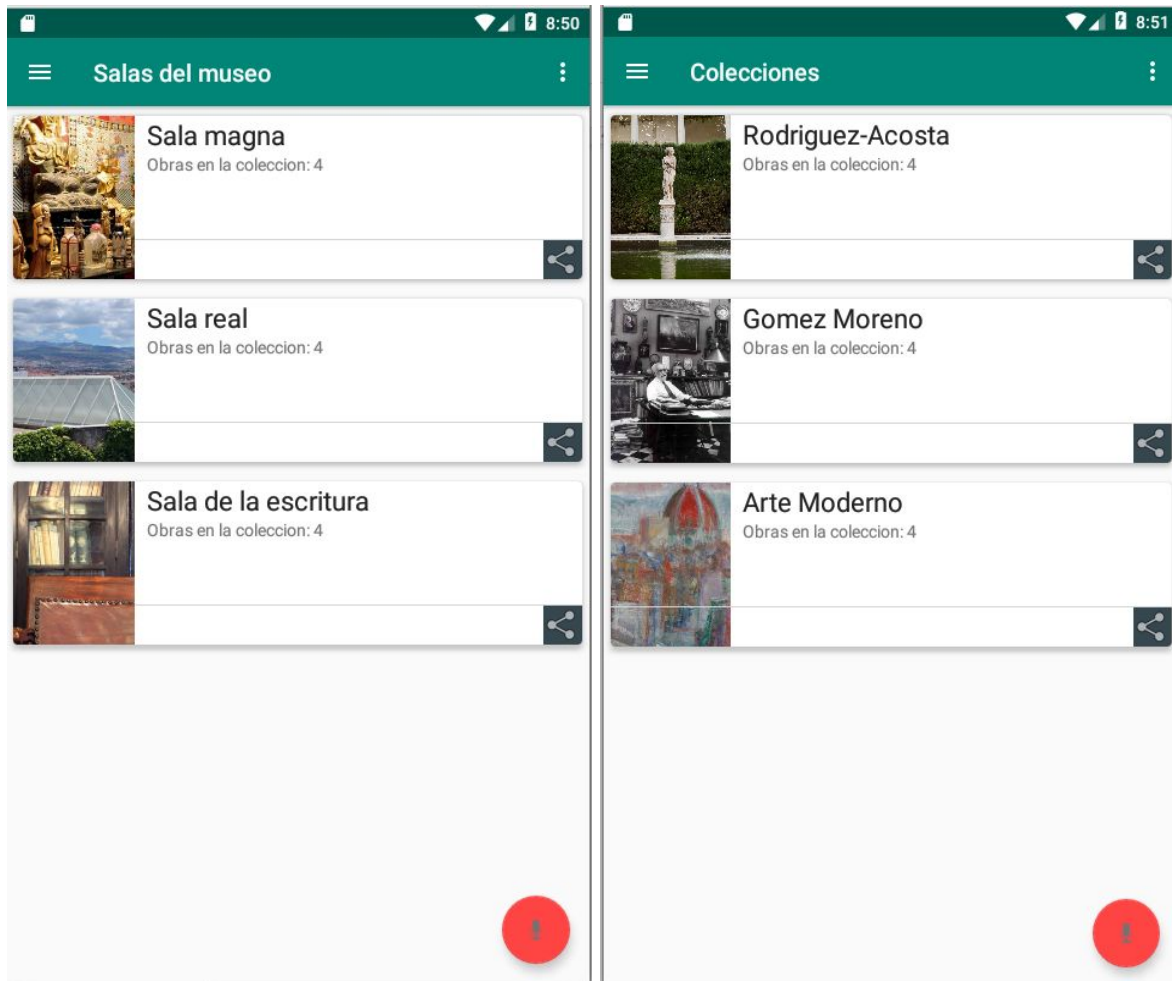 8:50
Salas del museo
Sala magna
Obras en la coleccion: 4
Sala real
Obras en la coleccion: 4
Sala de la escritura
Obras en la coleccion: 4
8:51
Colecciones
Rodriguez-Acosta
Obras en la coleccion: 4
Gomez Moreno
Obras en la coleccion: 4
Arte Moderno
Obras en la coleccion: 4